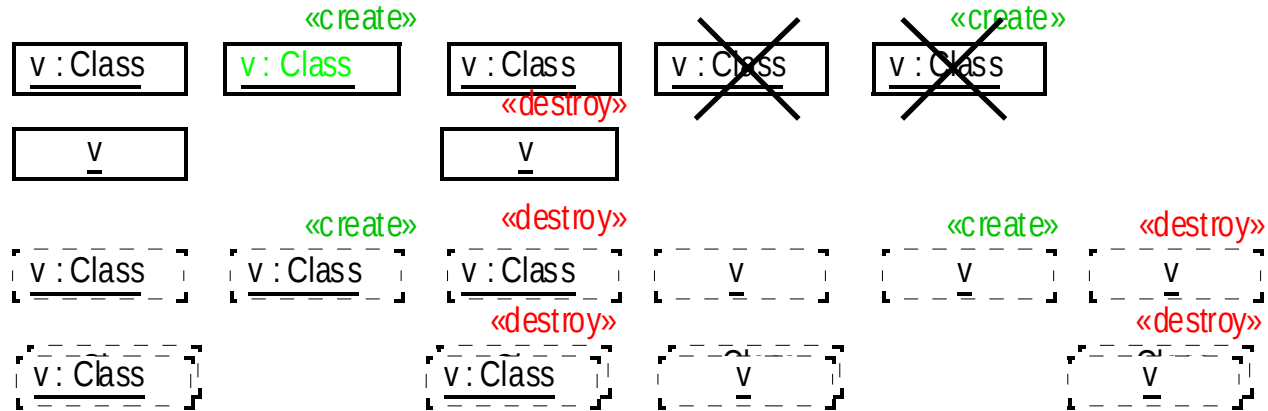 «create» «create»
v : Class v : Class v : Class v : Class v : Class
«destroy»
v v
«create» «destroy» «create» «destroy»
v : Class v : Class v : Class v v v
«destroy» «destroy»
v : Class v : Class v v